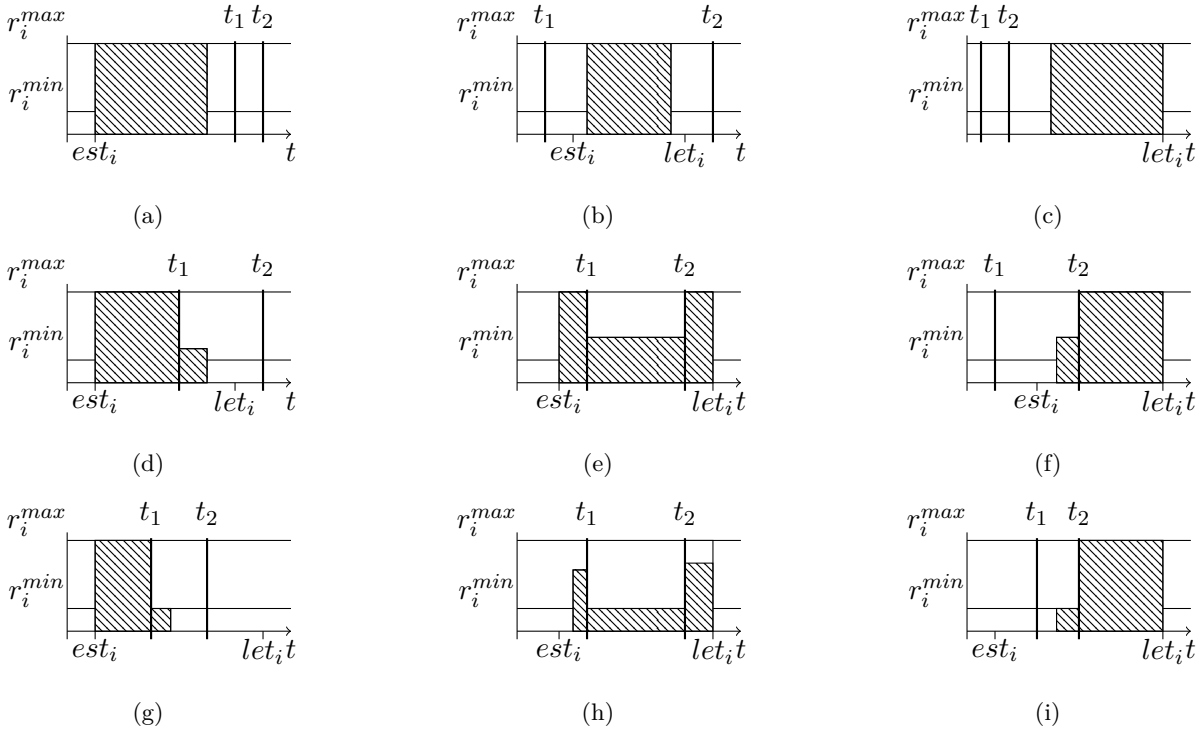 r_i^{max} t_1 t_2
r_i^{min}
est_i t
(a)
r_i^{max} t_1 t_2
r_i^{min}
est_i let_i t
(b)
r_i^{max} t_1 t_2
r_i^{min}
let_i t
(c)
r_i^{max} t_1 t_2
r_i^{min}
est_i let_i t
(d)
r_i^{max} t_1 t_2
r_i^{min}
est_i let_i t
(e)
r_i^{max} t_1 t_2
r_i^{min}
est_i let_i t
(f)
r_i^{max} t_1 t_2
r_i^{min}
est_i let_i t
(g)
r_i^{max} t_1 t_2
r_i^{min}
est_i let_i t
(h)
r_i^{max} t_1 t_2
r_i^{min}
est_i let_i t
(i)